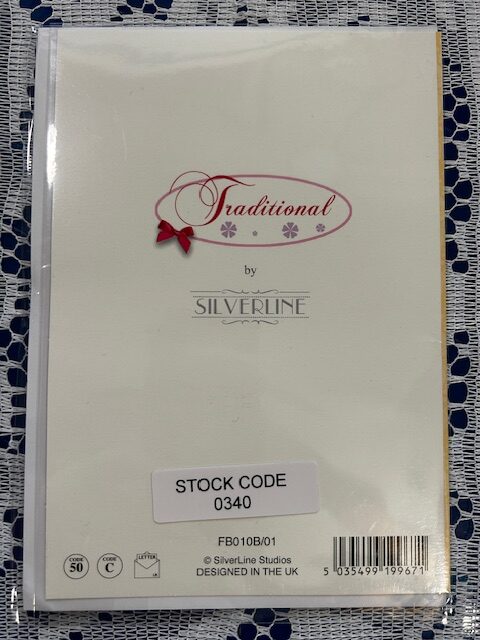 Traditional
by
SILVERLINE
STOCK CODE
0340
FB010B/01
CODE
50
CODE
C
LETTER
© SilverLine Studios
DESIGNED IN THE UK
5 035499 199671